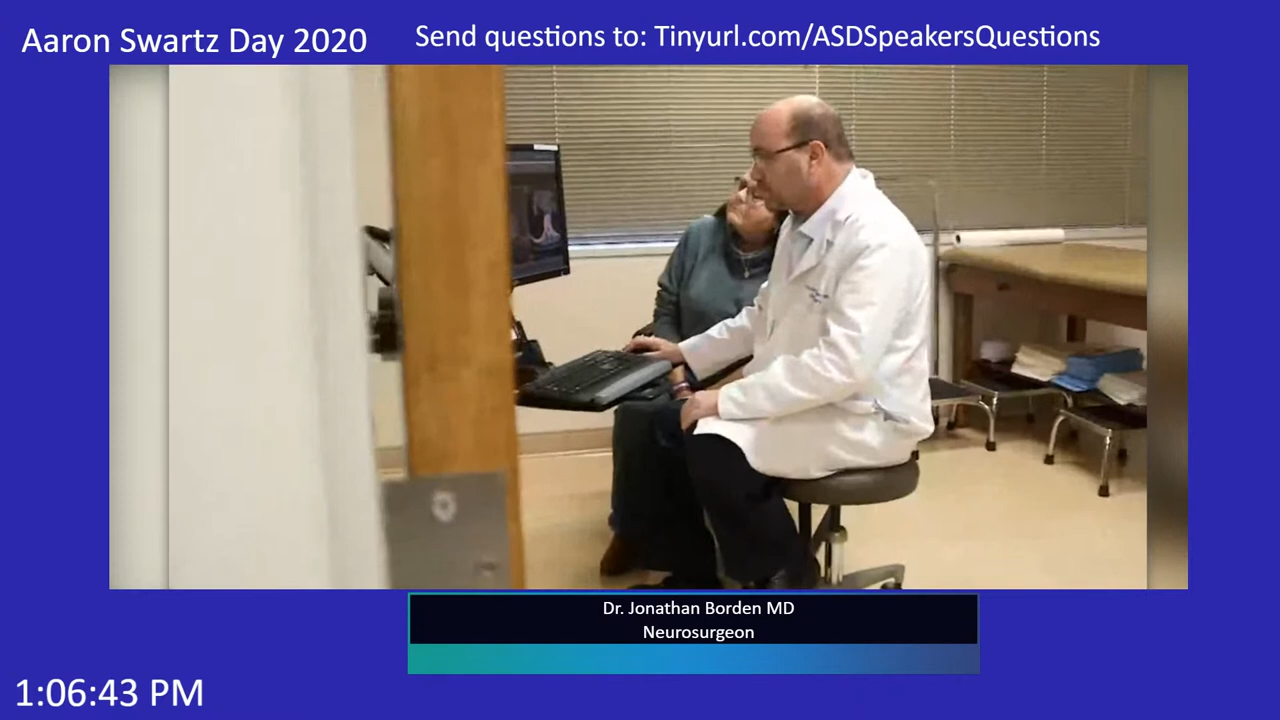 Aaron Swartz Day 2020
Send questions to: Tinyurl.com/ASDSpeakersQuestions
Dr. Jonathan Borden MD
Neurosurgeon
1:06:43 PM